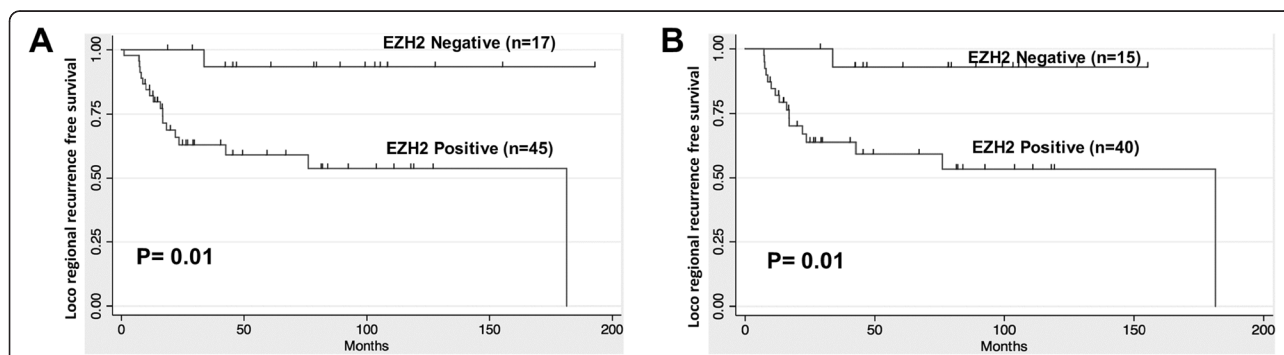 A
Loco regional recurrence free survival
1.00
0.75
0.50
0.25
0.00
EZH2 Negative (n=17)
EZH2 Positive (n=45)
P= 0.01
0 50 100 150 200
Months
B
Loco regional recurrence free survival
1.00
0.75
0.50
0.25
0.00
EZH2 Negative (n=15)
EZH2 Positive (n=40)
P= 0.01
0 50 100 150 200
Months